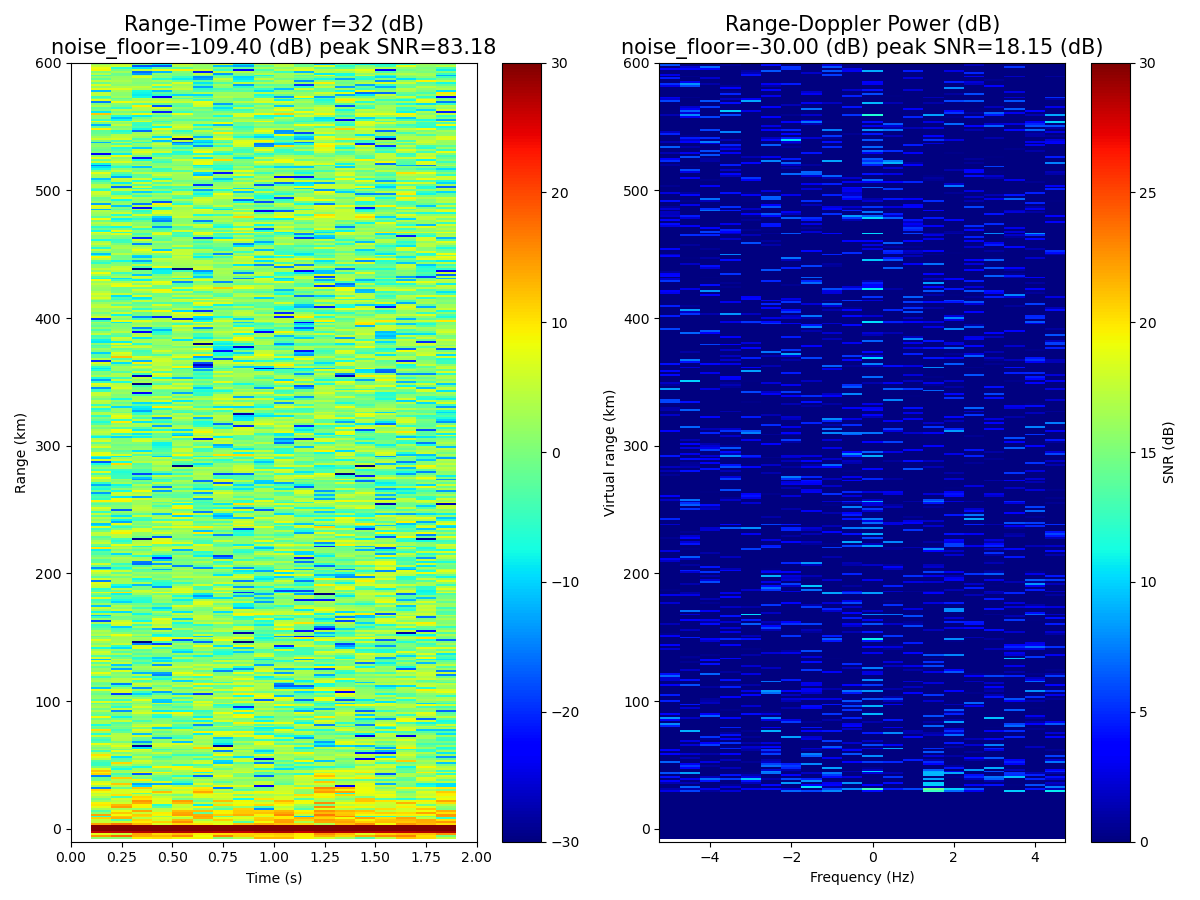 Range-Time Power f=32 (dB)
noise_floor=-109.40 (dB) peak SNR=83.18
Range (km)
600
500
400
300
200
100
0
0.00 0.25 0.50 0.75 1.00 1.25 1.50 1.75 2.00
Time (s)
30
20
10
0
−10
−20
−30
Range-Doppler Power (dB)
noise_floor=-30.00 (dB) peak SNR=18.15 (dB)
Virtual range (km)
600
500
400
300
200
100
0
−4 −2 0 2 4
Frequency (Hz)
30
25
20
15
10
5
0
SNR (dB)